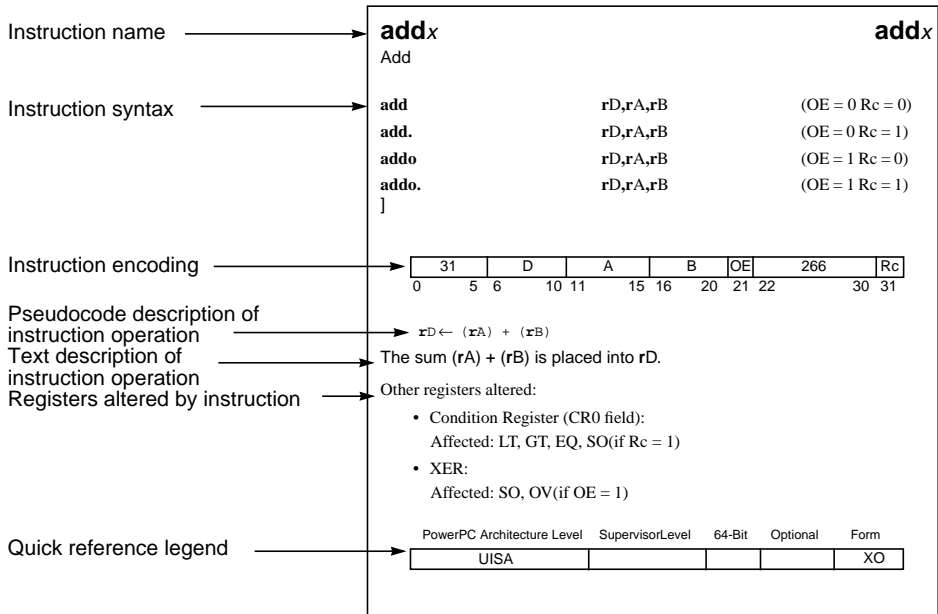 Instruction name addx addx
Add
Instruction syntax add rD,rA,rB (OE = 0 Rc = 0)
add. rD,rA,rB (OE = 0 Rc = 1)
addo rD,rA,rB (OE = 1 Rc = 0)
addo. rD,rA,rB (OE = 1 Rc = 1)
]
Instruction encoding 31 D A B OE 266 Rc
0 5 6 10 11 15 16 20 21 22 30 31
Pseudocode description of
instruction operation rD← (rA) + (rB)
Text description of
instruction operation The sum (rA) + (rB) is placed into rD.
Registers altered by instruction Other registers altered:
• Condition Register (CR0 field):
Affected: LT, GT, EQ, SO(if Rc = 1)
• XER:
Affected: SO, OV(if OE = 1)
PowerPC Architecture Level SupervisorLevel 64-Bit Optional Form
Quick reference legend UISA XO